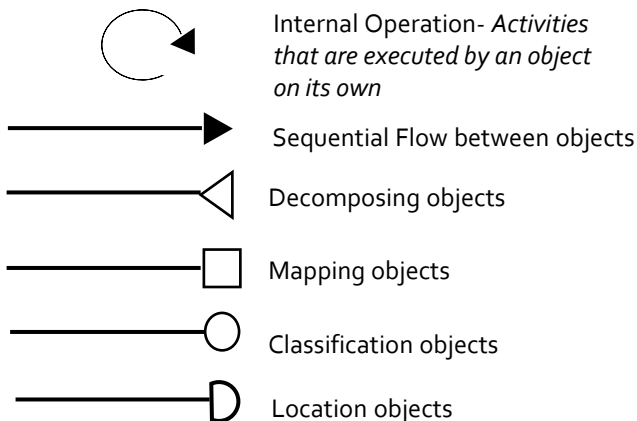 Internal Operation- Activities
that are executed by an object
on its own
Sequential Flow between objects
Decomposing objects
Mapping objects
Classification objects
Location objects